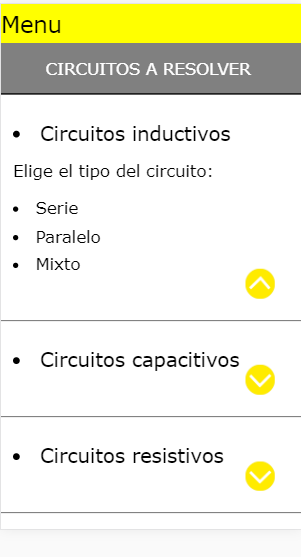 Menu
CIRCUITOS A RESOLVER
• Circuitos inductivos
Elige el tipo del circuito:
• Serie
• Paralelo
• Mixto
• Circuitos capacitivos
• Circuitos resistivos